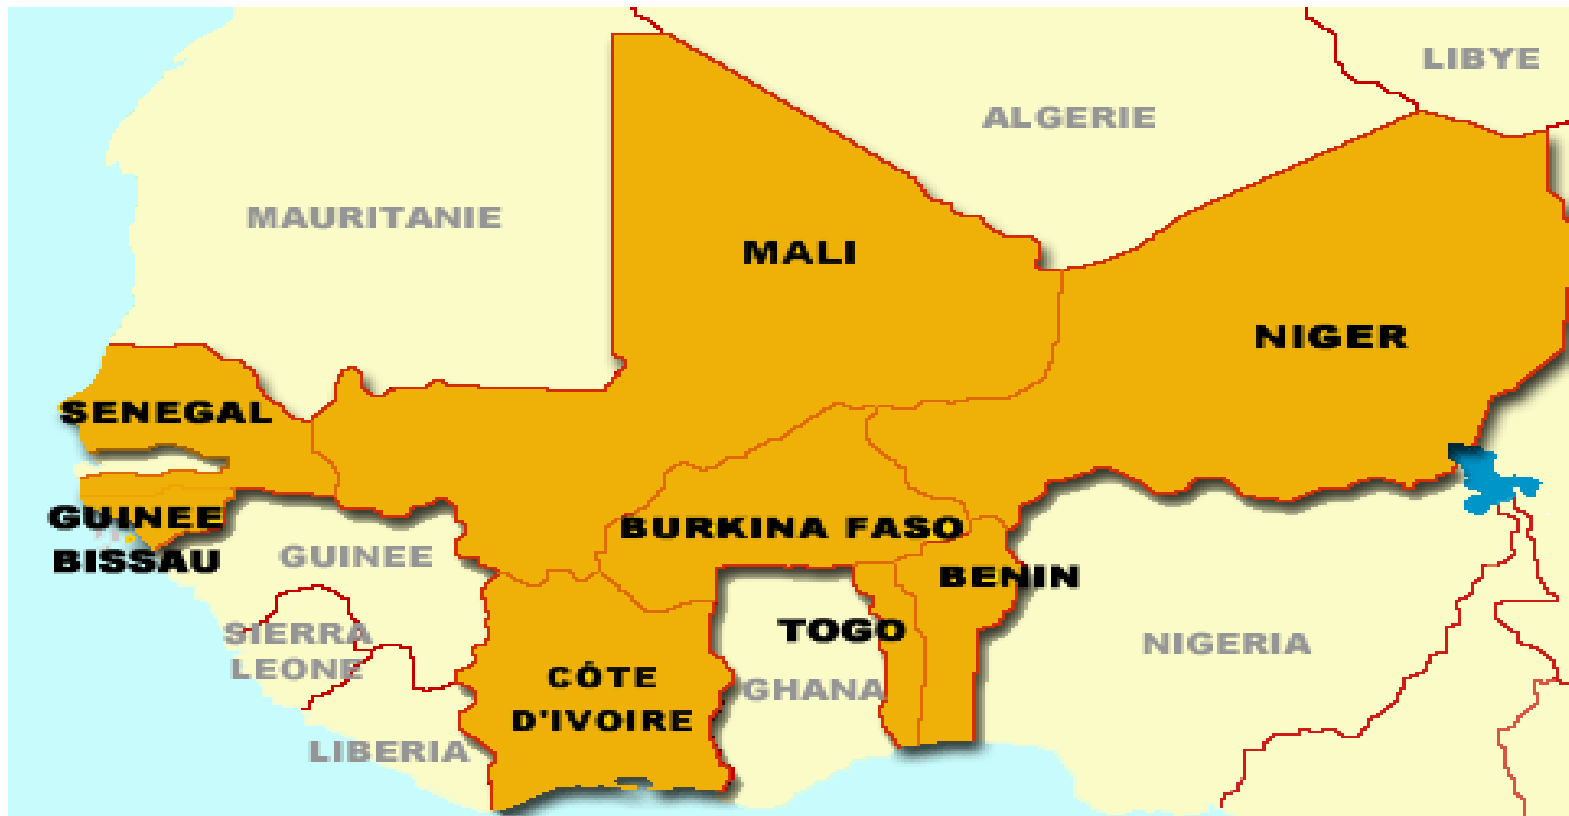 LIBYE
ALGERIE
MAURITANIE
MALI
NIGER
SENEGAL
GUINEE
BISSAU
GUINEE
BURKINA FASO
BENIN
SIERRA
LEONE
TOGO
NIGERIA
CÔTE
D'IVOIRE
GHANA
LIBERIA